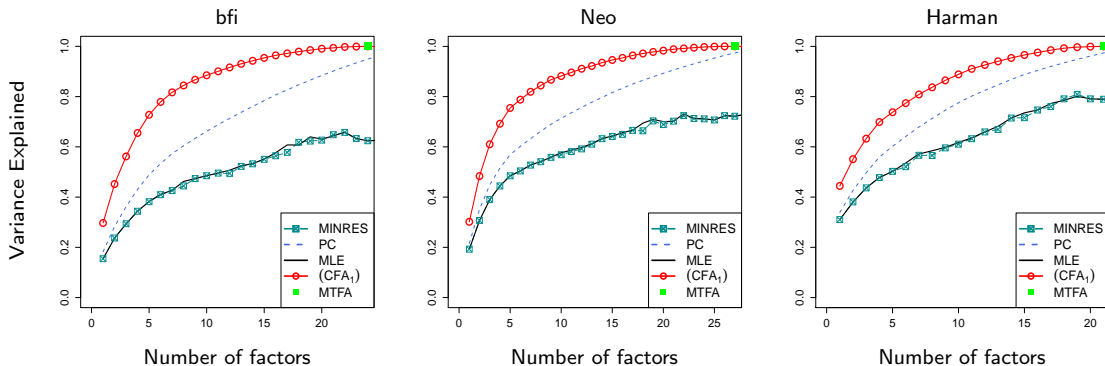 bfi
Neo
Harman
Variance Explained
0.0
0.2
0.4
0.6
0.8
1.0
0 5 10 15 20
MINRES
PC
MLE
(CFA₁)
MTFA
Number of factors
0.0
0.2
0.4
0.6
0.8
1.0
0 5 10 15 20 25
MINRES
PC
MLE
(CFA₁)
MTFA
Number of factors
0.0
0.2
0.4
0.6
0.8
1.0
0 5 10 15 20
MINRES
PC
MLE
(CFA₁)
MTFA
Number of factors